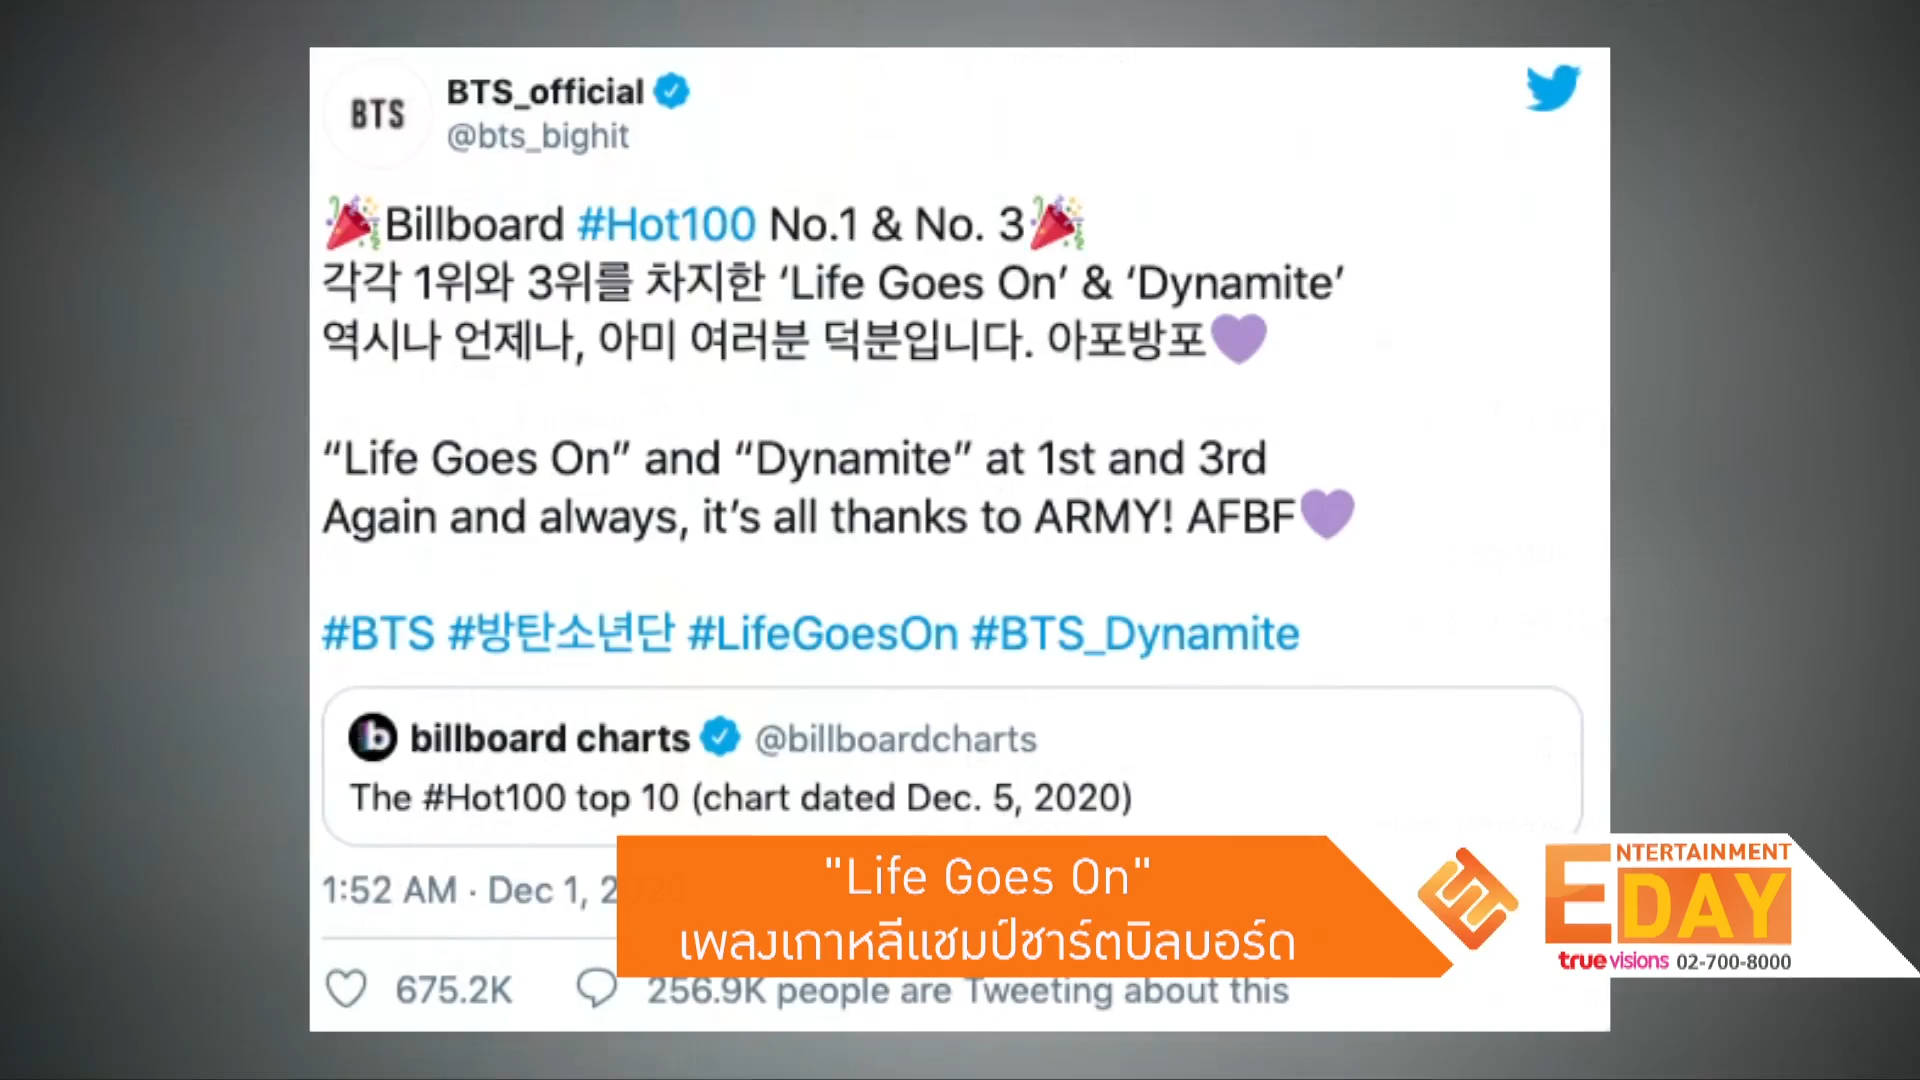 BTS
BTS_official
@bts_bighit
🎉Billboard #Hot100 No.1 & No. 3🎉
각각 1위와 3위를 차지한 ‘Life Goes On’ & ‘Dynamite’
역시나 언제나, 아미 여러분 덕분입니다. 아포방포💜
“Life Goes On” and “Dynamite” at 1st and 3rd
Again and always, it’s all thanks to ARMY! AFBF💜
#BTS #방탄소년단 #LifeGoesOn #BTS_Dynamite
b billboard charts @billboardcharts
The #Hot100 top 10 (chart dated Dec. 5, 2020)
1:52 AM · Dec 1, 2
675.2K 256.9K people are Tweeting about this
"Life Goes On"
เพลงเกาหลีแชมป์ชาร์ตบิลบอร์ด
ENTERTAINMENT
DAY
truevisions 02-700-8000